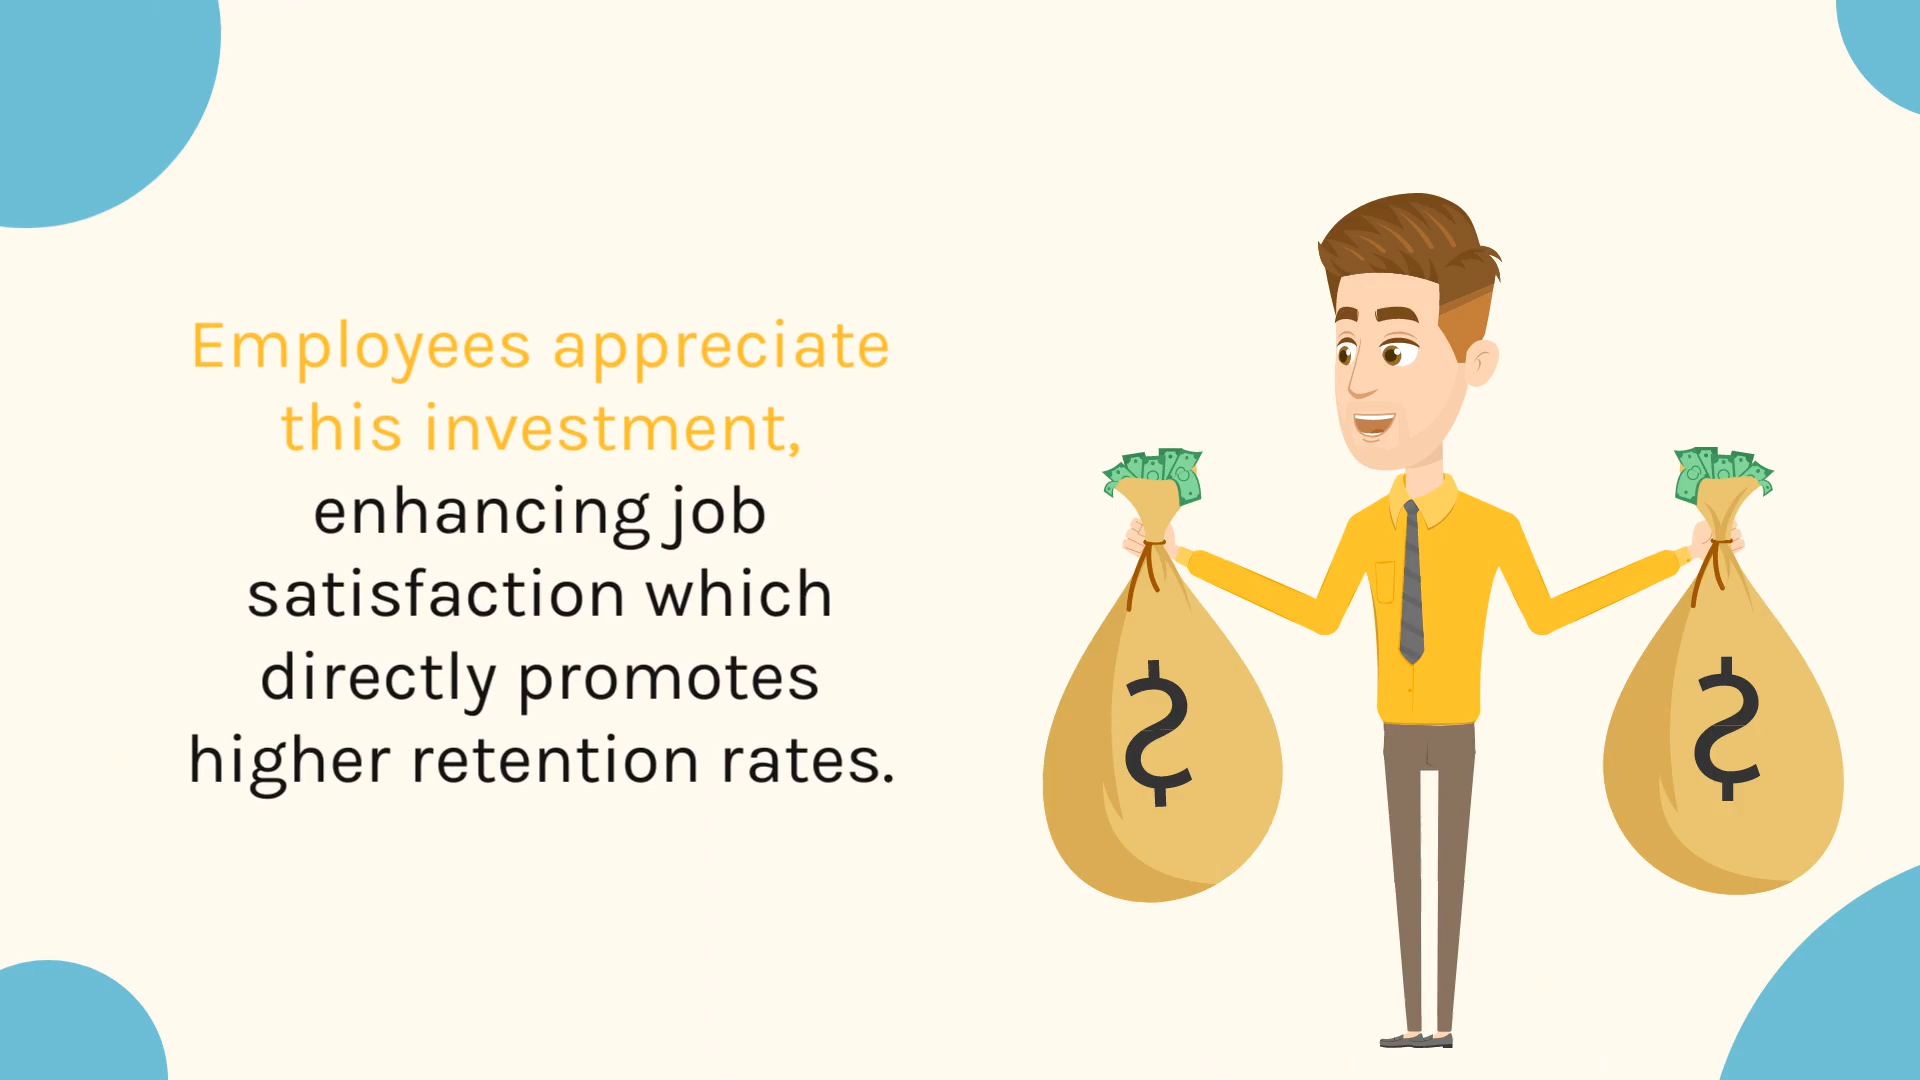 Employees appreciate
this investment,
enhancing job
satisfaction which
directly promotes
higher retention rates.
$
$